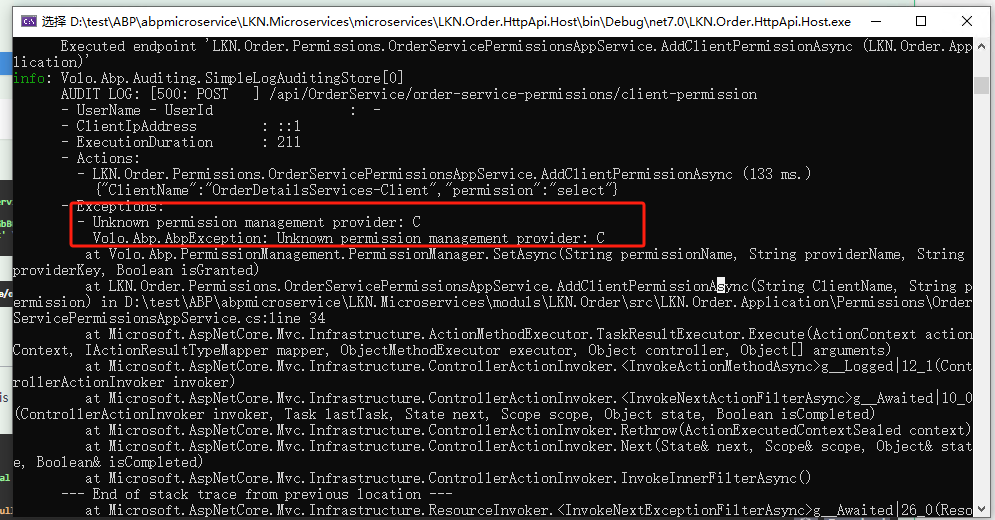 选择 D:\test\ABP\abpmicroservice\LKN.Microservices\microservices\LKN.Order.HttpApi.Host\bin\Debug\net7.0\LKN.Order.HttpApi.Host.exe
Executed endpoint 'LKN.Order.Permissions.OrderServicePermissionsAppService.AddClientPermissionAsync (LKN.Order.App
lication)'
info: Volo.Abp.Auditing.SimpleLogAuditingStore[0]
AUDIT LOG: [500: POST   ] /api/OrderService/order-service-permissions/client-permission
- UserName - UserId                 :  -
- ClientIpAddress        : ::1
- ExecutionDuration      : 211
- Actions:
- LKN.Order.Permissions.OrderServicePermissionsAppService.AddClientPermissionAsync (133 ms.)
{"ClientName":"OrderDetailsServices-Client","permission":"select"}
- Exceptions:
- Unknown permission management provider: C
Volo.Abp.AbpException: Unknown permission management provider: C
at Volo.Abp.PermissionManagement.PermissionManager.SetAsync(String permissionName, String providerName, String
providerKey, Boolean isGranted)
at LKN.Order.Permissions.OrderServicePermissionsAppService.AddClientPermissionAsync(String ClientName, String p
ermission) in D:\test\ABP\abpmicroservice\LKN.Microservices\moduls\LKN.Order\src\LKN.Order.Application\Permissions\Order
ServicePermissionsAppService.cs:line 34
at Microsoft.AspNetCore.Mvc.Infrastructure.ActionMethodExecutor.TaskResultExecutor.Execute(ActionContext action
Context, IActionResultTypeMapper mapper, ObjectMethodExecutor executor, Object controller, Object[] arguments)
at Microsoft.AspNetCore.Mvc.Infrastructure.ControllerActionInvoker.<InvokeActionMethodAsync>g__Logged|12_1(Cont
rollerActionInvoker invoker)
at Microsoft.AspNetCore.Mvc.Infrastructure.ControllerActionInvoker.<InvokeNextActionFilterAsync>g__Awaited|10_0
(ControllerActionInvoker invoker, Task lastTask, State next, Scope scope, Object state, Boolean isCompleted)
at Microsoft.AspNetCore.Mvc.Infrastructure.ControllerActionInvoker.Rethrow(ActionExecutedContextSealed context)
at Microsoft.AspNetCore.Mvc.Infrastructure.ControllerActionInvoker.Next(State& next, Scope& scope, Object& stat
e, Boolean& isCompleted)
at Microsoft.AspNetCore.Mvc.Infrastructure.ControllerActionInvoker.InvokeInnerFilterAsync()
--- End of stack trace from previous location ---
at Microsoft.AspNetCore.Mvc.Infrastructure.ResourceInvoker.<InvokeNextExceptionFilterAsync>g__Awaited|26_0(Reso